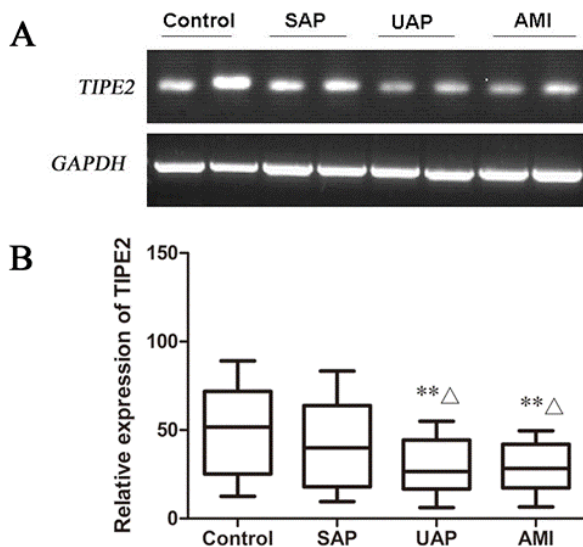 A
Control SAP UAP AMI
TIPE2
GAPDH
B
Relative expression of TIPE2
150
100
50
0
**△ **△
Control SAP UAP AMI